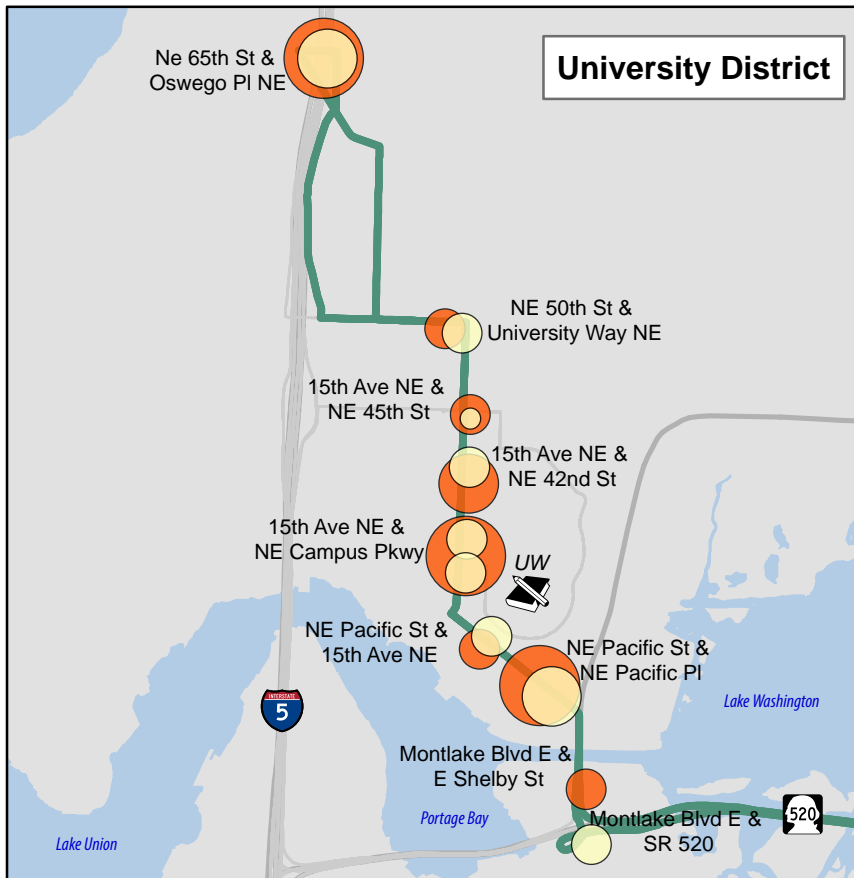 Ne 65th St &
Oswego Pl NE
University District
NE 50th St &
University Way NE
15th Ave NE &
NE 45th St
15th Ave NE &
NE 42nd St
15th Ave NE &
NE Campus Pkwy
UW
NE Pacific St &
15th Ave NE
NE Pacific St &
NE Pacific Pl
INTERSTATE
5
Lake Washington
Montlake Blvd E &
E Shelby St
Montlake Blvd E &
SR 520
520
Portage Bay
Lake Union